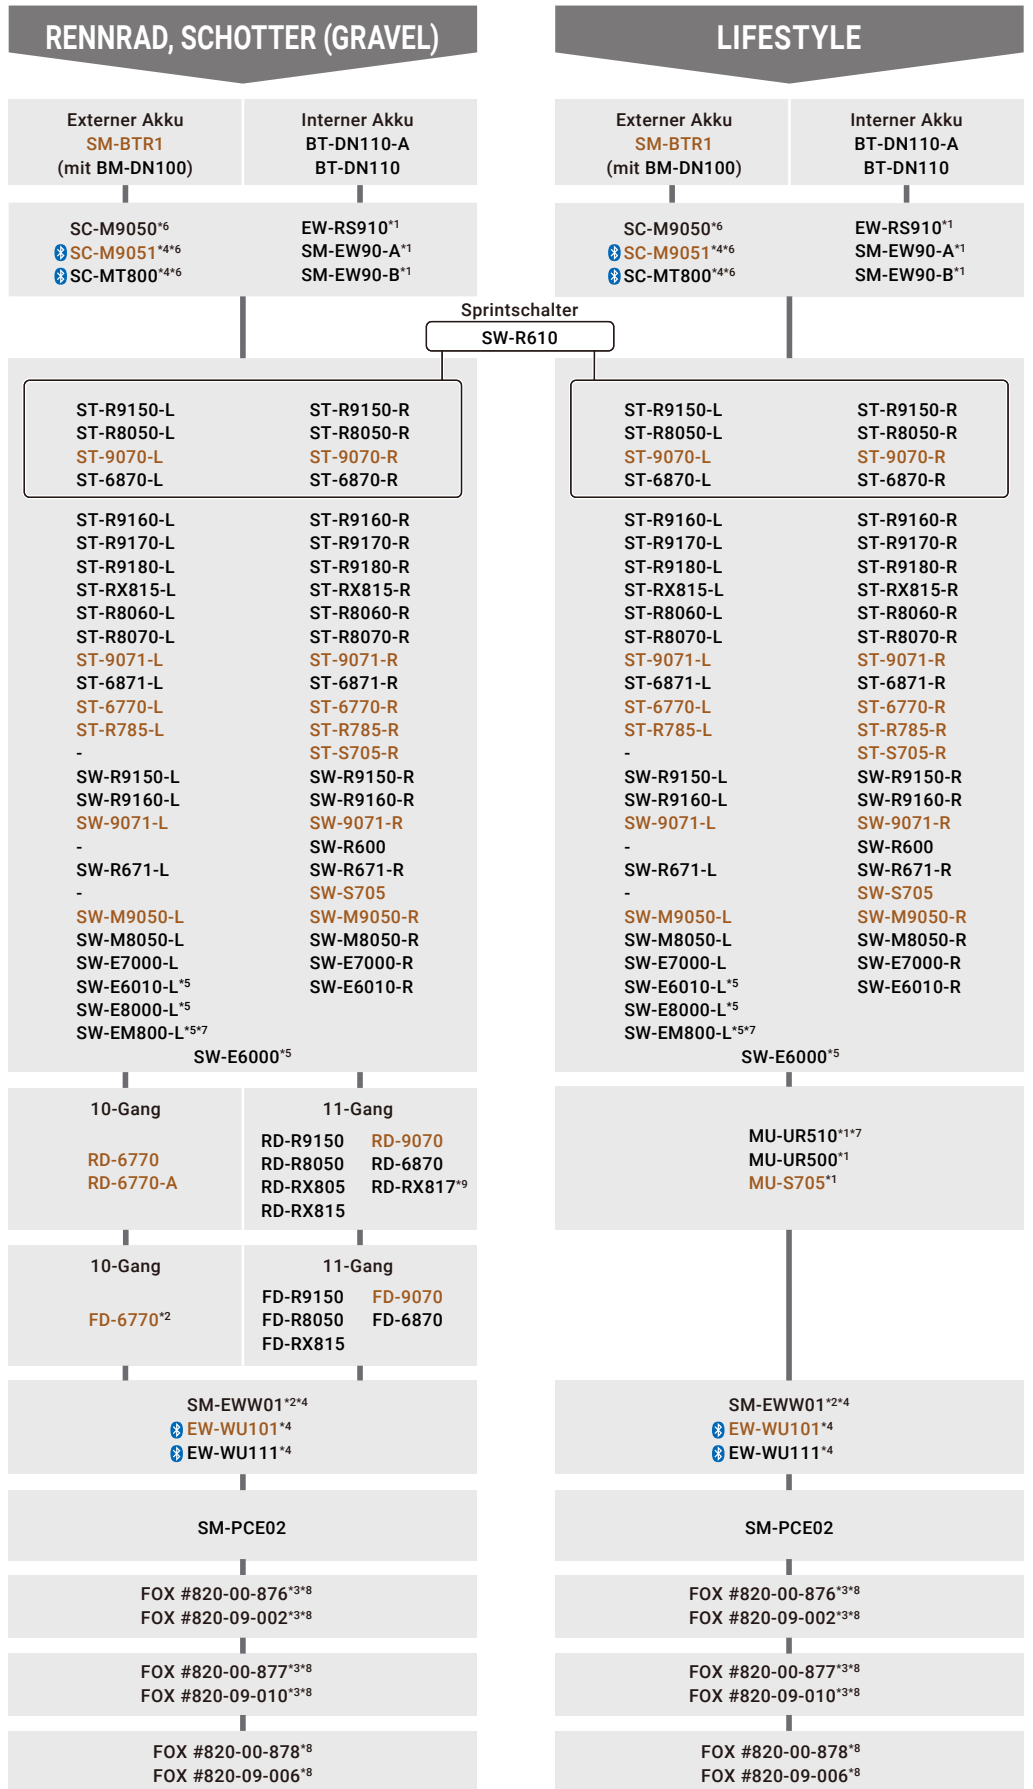 RENNRAD, SCHOTTER (GRAVEL)
Externer Akku
SM-BTR1
(mit BM-DN100)
Interner Akku
BT-DN110-A
BT-DN110
SC-M9050*6
SC-M9051*4*6
SC-MT800*4*6
EW-RS910*1
SM-EW90-A*1
SM-EW90-B*1
Sprintschalter
SW-R610
ST-R9150-L ST-R9150-R
ST-R8050-L ST-R8050-R
ST-9070-L ST-9070-R
ST-6870-L ST-6870-R
ST-R9160-L ST-R9160-R
ST-R9170-L ST-R9170-R
ST-R9180-L ST-R9180-R
ST-RX815-L ST-RX815-R
ST-R8060-L ST-R8060-R
ST-R8070-L ST-R8070-R
ST-9071-L ST-9071-R
ST-6871-L ST-6871-R
ST-6770-L ST-6770-R
ST-R785-L ST-R785-R
- ST-S705-R
SW-R9150-L SW-R9150-R
SW-R9160-L SW-R9160-R
SW-9071-L SW-9071-R
- SW-R600
SW-R671-L SW-R671-R
- SW-S705
SW-M9050-L SW-M9050-R
SW-M8050-L SW-M8050-R
SW-E7000-L SW-E7000-R
SW-E6010-L*5 SW-E6010-R
SW-E8000-L*5
SW-EM800-L*5*7
SW-E6000*5
10-Gang
RD-6770
RD-6770-A
11-Gang
RD-R9150 RD-9070
RD-R8050 RD-6870
RD-RX805 RD-RX817*9
RD-RX815
10-Gang
FD-6770*2
11-Gang
FD-R9150 FD-9070
FD-R8050 FD-6870
FD-RX815
SM-EWW01*2*4
EW-WU101*4
EW-WU111*4
SM-PCE02
FOX #820-00-876*3*8
FOX #820-09-002*3*8
FOX #820-00-877*3*8
FOX #820-09-010*3*8
FOX #820-00-878*8
FOX #820-09-006*8
LIFESTYLE
Externer Akku
SM-BTR1
(mit BM-DN100)
Interner Akku
BT-DN110-A
BT-DN110
SC-M9050*6
SC-M9051*4*6
SC-MT800*4*6
EW-RS910*1
SM-EW90-A*1
SM-EW90-B*1
ST-R9150-L ST-R9150-R
ST-R8050-L ST-R8050-R
ST-9070-L ST-9070-R
ST-6870-L ST-6870-R
ST-R9160-L ST-R9160-R
ST-R9170-L ST-R9170-R
ST-R9180-L ST-R9180-R
ST-RX815-L ST-RX815-R
ST-R8060-L ST-R8060-R
ST-R8070-L ST-R8070-R
ST-9071-L ST-9071-R
ST-6871-L ST-6871-R
ST-6770-L ST-6770-R
ST-R785-L ST-R785-R
- ST-S705-R
SW-R9150-L SW-R9150-R
SW-R9160-L SW-R9160-R
SW-9071-L SW-9071-R
- SW-R600
SW-R671-L SW-R671-R
- SW-S705
SW-M9050-L SW-M9050-R
SW-M8050-L SW-M8050-R
SW-E7000-L SW-E7000-R
SW-E6010-L*5 SW-E6010-R
SW-E8000-L*5
SW-EM800-L*5*7
SW-E6000*5
MU-UR510*1*7
MU-UR500*1
MU-S705*1
SM-EWW01*2*4
EW-WU101*4
EW-WU111*4
SM-PCE02
FOX #820-00-876*3*8
FOX #820-09-002*3*8
FOX #820-00-877*3*8
FOX #820-09-010*3*8
FOX #820-00-878*8
FOX #820-09-006*8